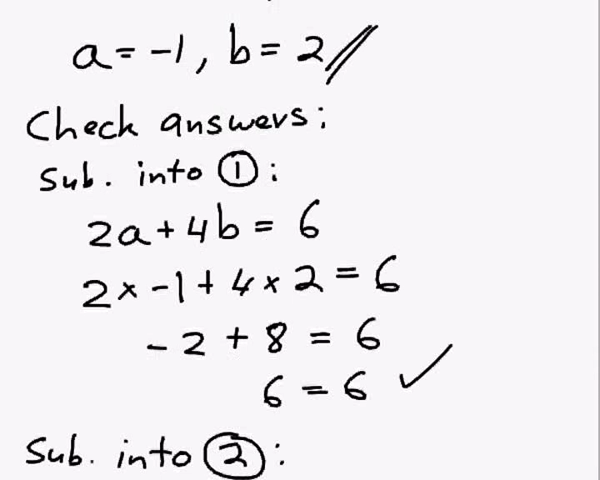 a = -1, b = 2//
Check answers:
Sub. into ①:
2a + 4b = 6
2 × -1 + 4 × 2 = 6
-2 + 8 = 6
6 = 6 ✓
Sub. into ②: